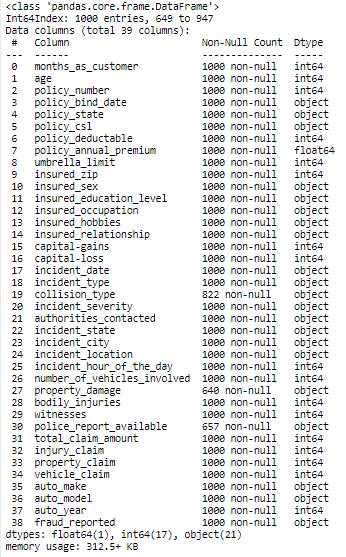 <class 'pandas.core.frame.DataFrame'>
Int64Index: 1000 entries, 649 to 947
Data columns (total 39 columns):
 #   Column                       Non-Null Count  Dtype
---  ------                       --------------  -----
 0   months_as_customer           1000 non-null   int64
 1   age                          1000 non-null   int64
 2   policy_number                1000 non-null   int64
 3   policy_bind_date             1000 non-null   object
 4   policy_state                 1000 non-null   object
 5   policy_csl                   1000 non-null   object
 6   policy_deductable            1000 non-null   int64
 7   policy_annual_premium        1000 non-null   float64
 8   umbrella_limit               1000 non-null   int64
 9   insured_zip                  1000 non-null   int64
 10  insured_sex                  1000 non-null   object
 11  insured_education_level      1000 non-null   object
 12  insured_occupation           1000 non-null   object
 13  insured_hobbies              1000 non-null   object
 14  insured_relationship         1000 non-null   object
 15  capital-gains                1000 non-null   int64
 16  capital-loss                 1000 non-null   int64
 17  incident_date                1000 non-null   object
 18  incident_type                1000 non-null   object
 19  collision_type               822 non-null    object
 20  incident_severity            1000 non-null   object
 21  authorities_contacted        1000 non-null   object
 22  incident_state               1000 non-null   object
 23  incident_city                1000 non-null   object
 24  incident_location            1000 non-null   object
 25  incident_hour_of_the_day     1000 non-null   int64
 26  number_of_vehicles_involved  1000 non-null   int64
 27  property_damage              640 non-null    object
 28  bodily_injuries              1000 non-null   int64
 29  witnesses                    1000 non-null   int64
 30  police_report_available      657 non-null    object
 31  total_claim_amount           1000 non-null   int64
 32  injury_claim                 1000 non-null   int64
 33  property_claim               1000 non-null   int64
 34  vehicle_claim                1000 non-null   int64
 35  auto_make                    1000 non-null   object
 36  auto_model                   1000 non-null   object
 37  auto_year                    1000 non-null   int64
 38  fraud_reported               1000 non-null   object
dtypes: float64(1), int64(17), object(21)
memory usage: 312.5+ KB